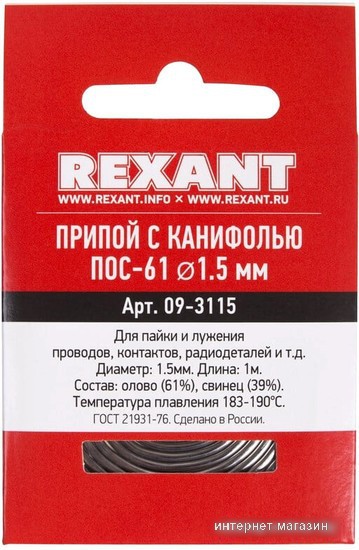 REXANT
WWW.REXANT.INFO × WWW.REXANT.RU
ПРИПОЙ С КАНИФОЛЬЮ
ПОС-61 ⌀1.5 мм
Арт. 09-3115
Для пайки и лужения
проводов, контактов, радиодеталей и т.д.
Диаметр: 1.5мм. Длина: 1м.
Состав: олово (61%), свинец (39%).
Температура плавления 183-190°С.
ГОСТ 21931-76. Сделано в России.
интернет магазин